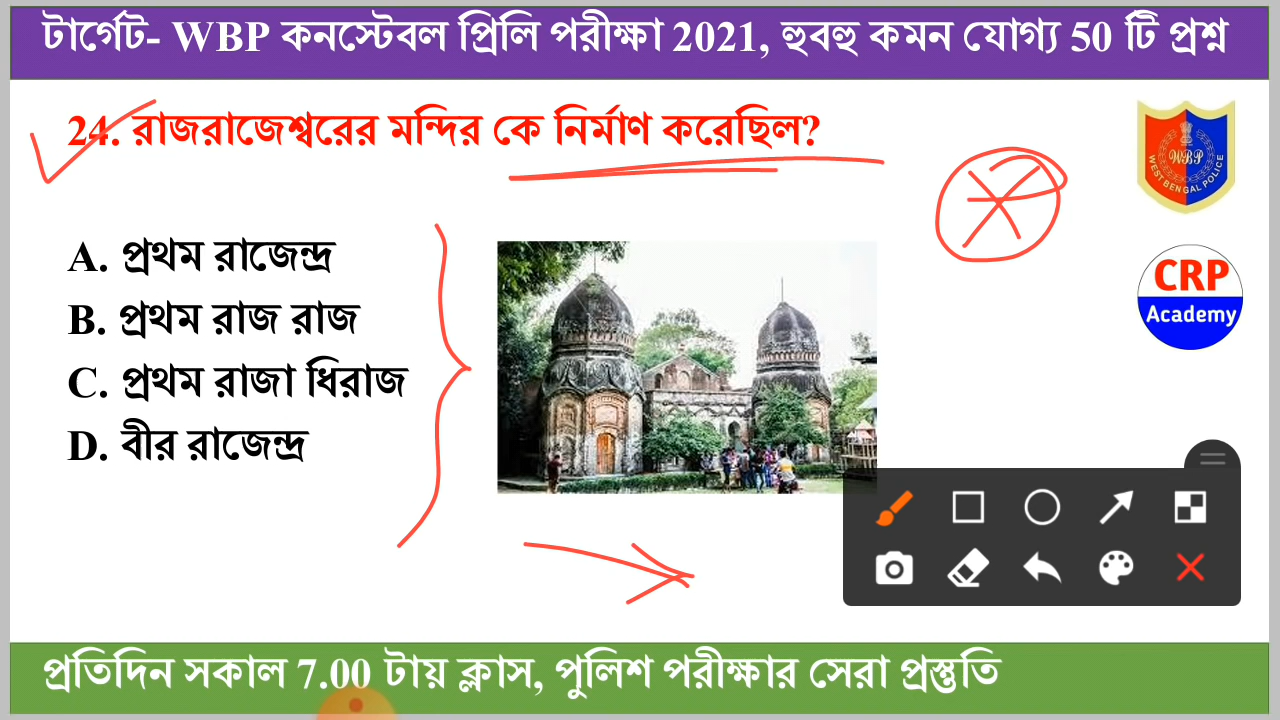 টার্গেট- WBP কনস্টেবল প্রিলি পরীক্ষা 2021, হুবহু কমন যোগ্য 50 টি প্রশ্ন
24. রাজরাজেশ্বরের মন্দির কে নির্মাণ করেছিল?
A. প্রথম রাজেন্দ্র
B. প্রথম রাজ রাজ
C. প্রথম রাজা ধিরাজ
D. বীর রাজেন্দ্র
WBP
WEST BENGAL POLICE
CRP
Academy
প্রতিদিন সকাল 7.00 টায় ক্লাস, পুলিশ পরীক্ষার সেরা প্রস্তুতি